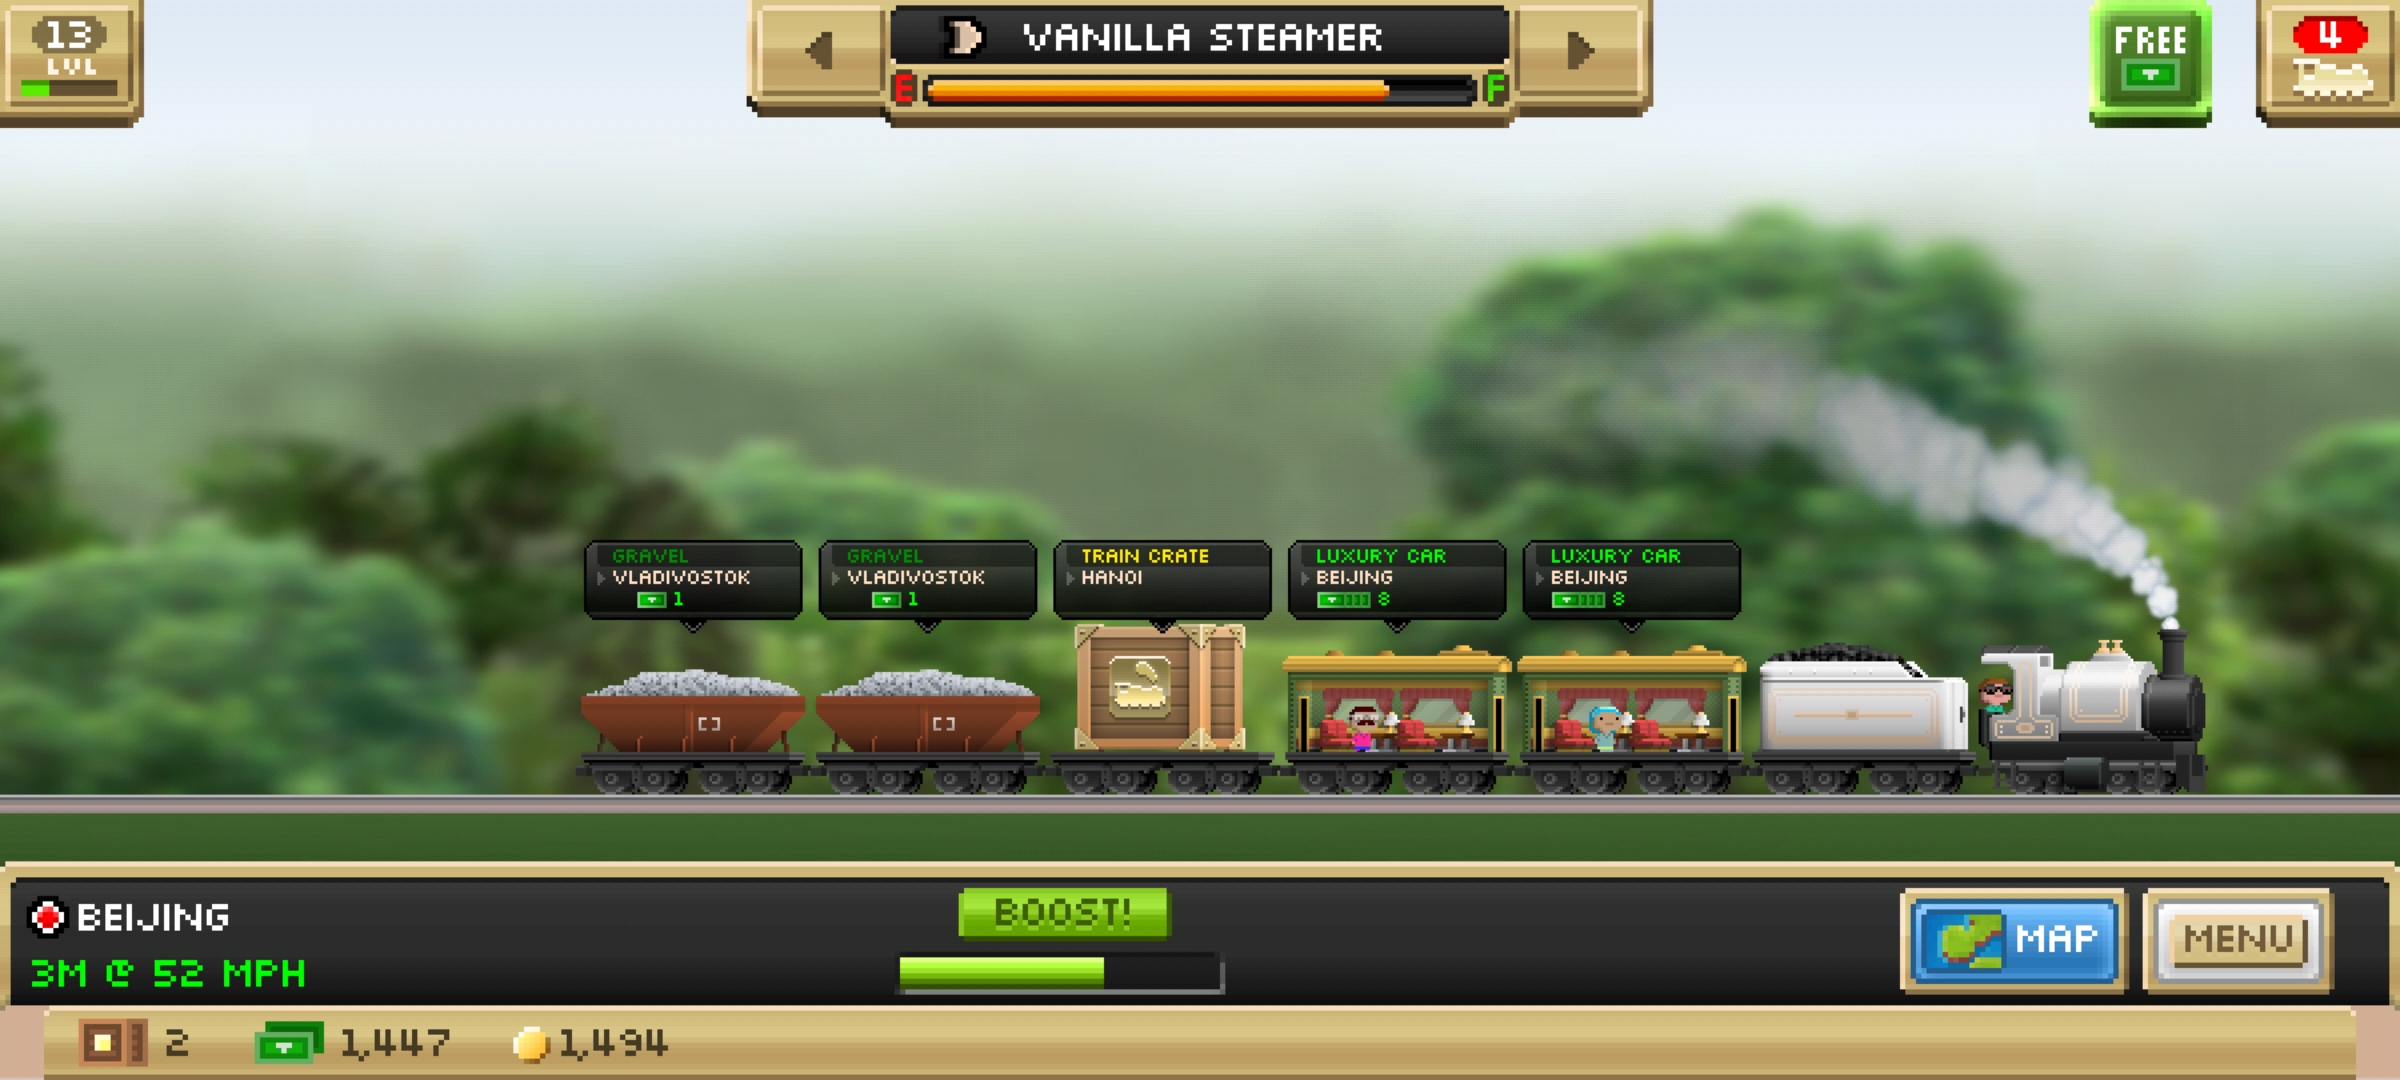 13
LVL
VANILLA STEAMER
E
F
FREE
4
GRAVEL
VLADIVOSTOK
1
GRAVEL
VLADIVOSTOK
1
TRAIN CRATE
HANOI
LUXURY CAR
BEIJING
8
LUXURY CAR
BEIJING
8
BEIJING
3M @ 52 MPH
BOOST!
MAP
MENU
2
1,447
1,494